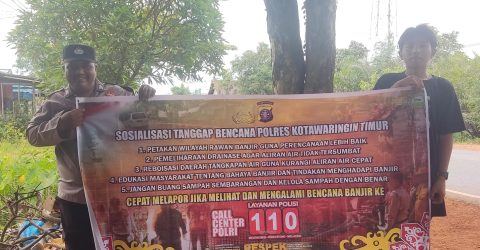 SOSIALISASI TANGGAP BENCANA POLRES KOTAWARINGIN TIMUR
1. PETAKAN WILAYAH RAWAN BANJIR GUNA PERENCANAAN LEBIH BAIK
2. PEMELIHARAAN DRAINASE AGAR ALIRAN AIR TIDAK TERSUMBAT
3. REBOISASI DAERAH TANGKAPAN AIR GUNA KURANGI ALIRAN AIR CEPAT
4. EDUKASI MASYARAKAT TENTANG BAHAYA BANJIR DAN TINDAKAN MENGHADAPI BANJIR
5. JANGAN BUANG SAMPAH SEMBARANGAN DAN KELOLA SAMPAH DENGAN BENAR
CEPAT MELAPOR JIKA MELIHAT DAN MENGALAMI BENCANA BANJIR KE
LAYANAN POLISI
CALL CENTER POLRI 110
RESPEK